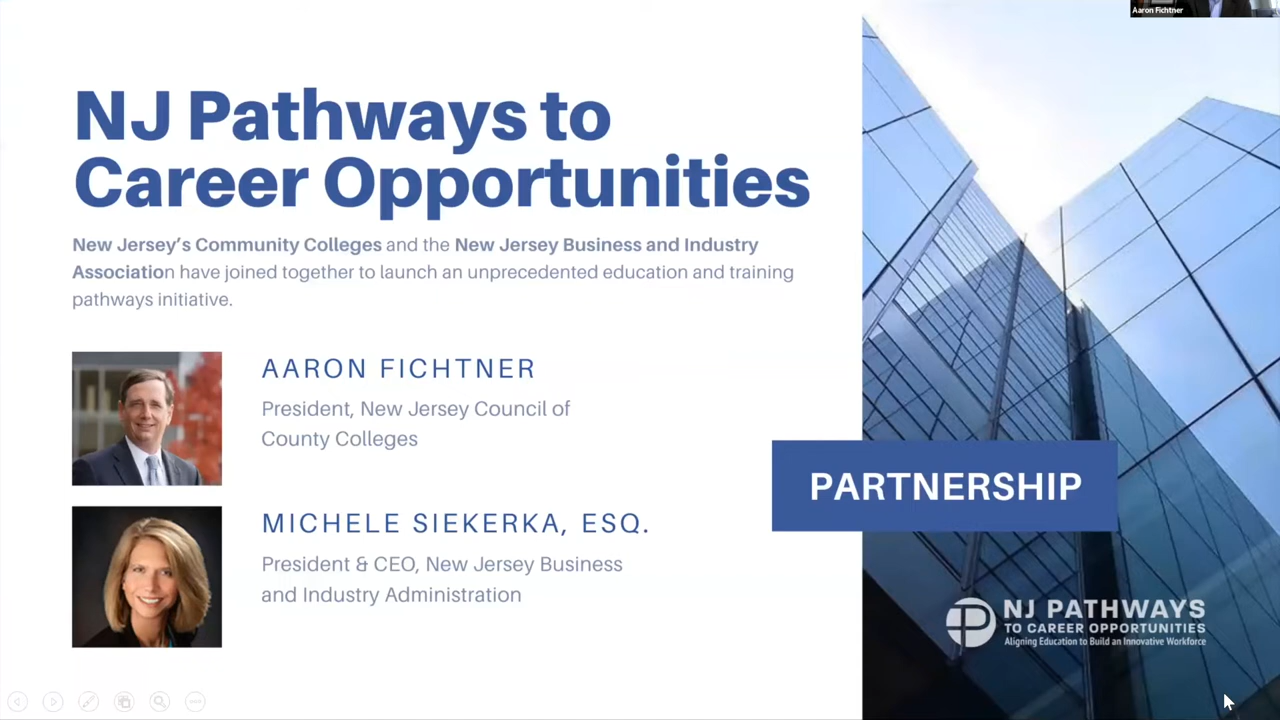 Aaron Fichtner
NJ Pathways to
Career Opportunities
New Jersey’s Community Colleges and the New Jersey Business and Industry
Association have joined together to launch an unprecedented education and training
pathways initiative.
AARON FICHTNER
President, New Jersey Council of
County Colleges
MICHELE SIEKERKA, ESQ.
President & CEO, New Jersey Business
and Industry Administration
PARTNERSHIP
NJ PATHWAYS
TO CAREER OPPORTUNITIES
Aligning Education to Build an Innovative Workforce